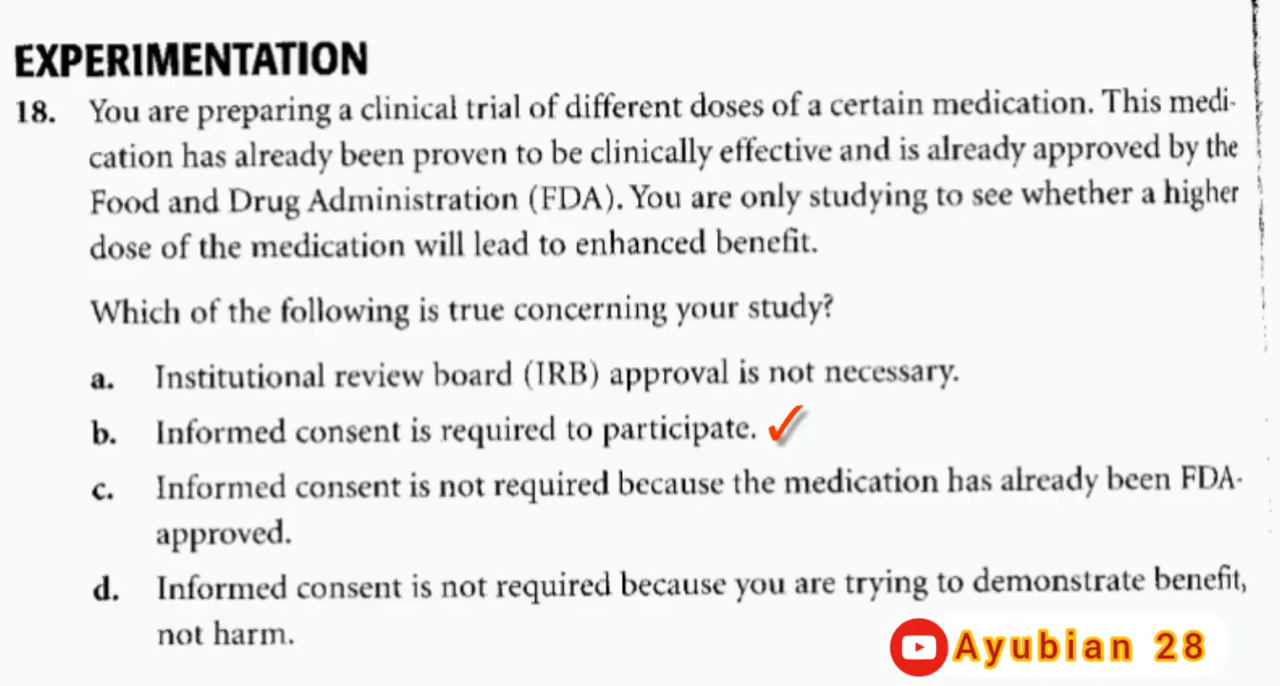 EXPERIMENTATION
18. You are preparing a clinical trial of different doses of a certain medication. This medi-
cation has already been proven to be clinically effective and is already approved by the
Food and Drug Administration (FDA). You are only studying to see whether a higher
dose of the medication will lead to enhanced benefit.
Which of the following is true concerning your study?
a. Institutional review board (IRB) approval is not necessary.
b. Informed consent is required to participate. ✓
c. Informed consent is not required because the medication has already been FDA-
approved.
d. Informed consent is not required because you are trying to demonstrate benefit,
not harm.
Ayubian 28